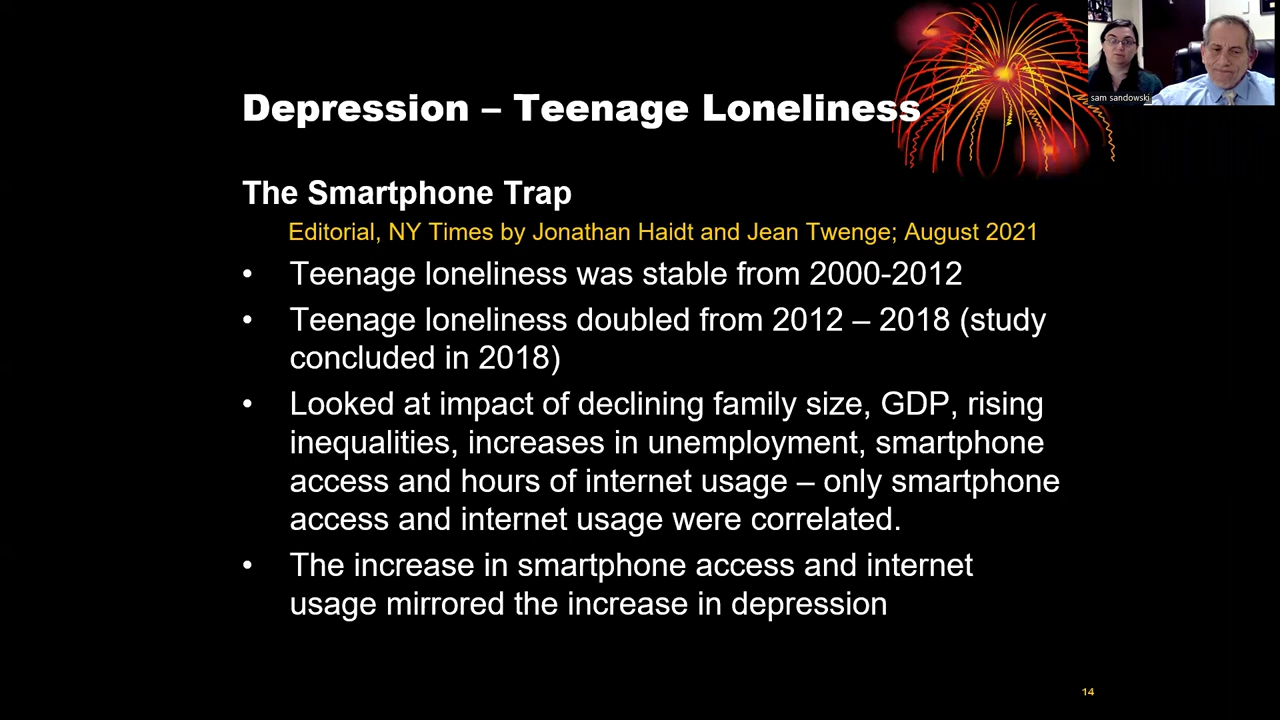 sam sandowski
Depression – Teenage Loneliness
The Smartphone Trap
Editorial, NY Times by Jonathan Haidt and Jean Twenge; August 2021
• Teenage loneliness was stable from 2000-2012
• Teenage loneliness doubled from 2012 – 2018 (study
concluded in 2018)
• Looked at impact of declining family size, GDP, rising
inequalities, increases in unemployment, smartphone
access and hours of internet usage – only smartphone
access and internet usage were correlated.
• The increase in smartphone access and internet
usage mirrored the increase in depression
14